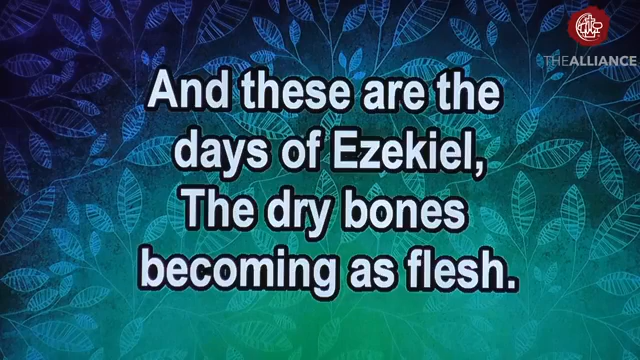 THEALLIANCE
And these are the
days of Ezekiel,
The dry bones
becoming as flesh.